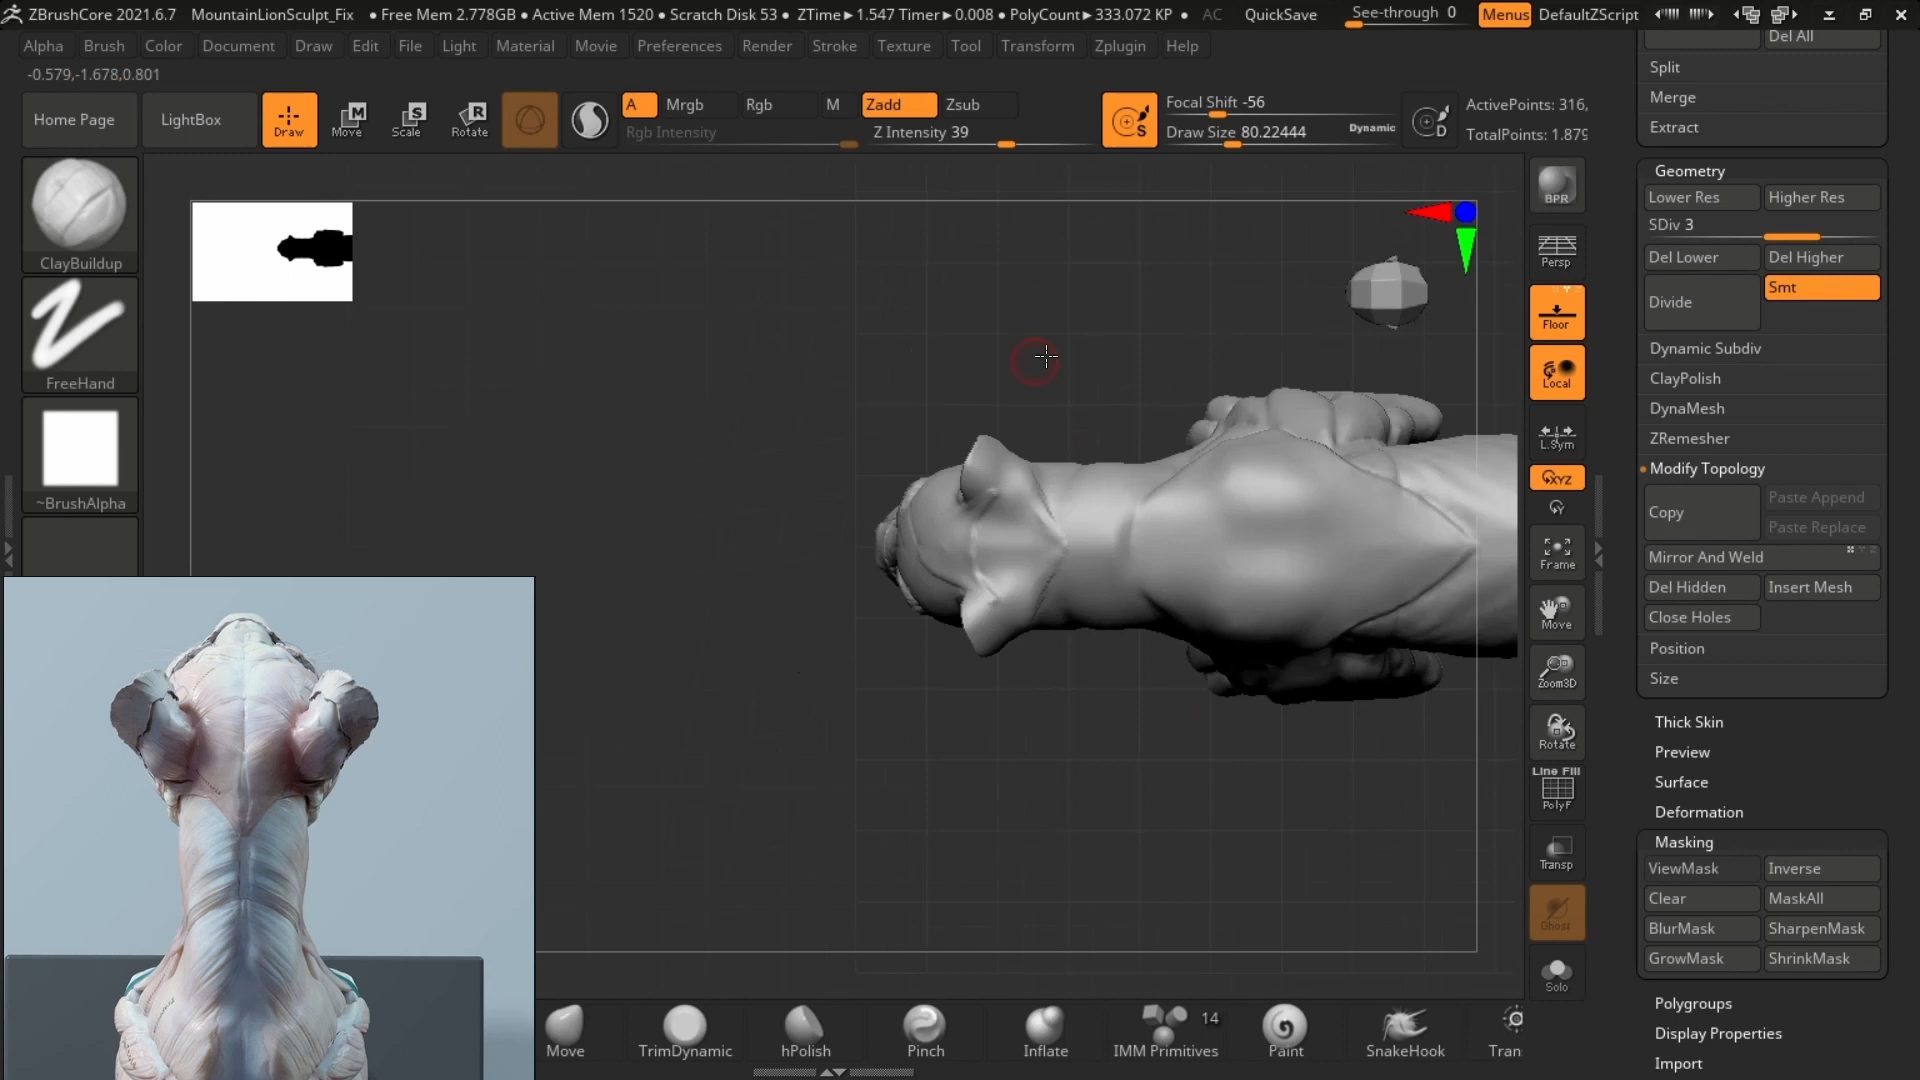 ZBrushCore 2021.6.7 MountainLionSculpt_Fix • Free Mem 2.778GB • Active Mem 1520 • Scratch Disk 53 • ZTime▸1.547 Timer▸0.008 • PolyCount▸333.072 KP • AC QuickSave See-through 0 Menus DefaultZScript
Alpha Brush Color Document Draw Edit File Light Material Movie Preferences Render Stroke Texture Tool Transform Zplugin Help
-0.579,-1.678,0.801
Home Page LightBox Draw Move Scale Rotate
M S R
A Mrgb Rgb M Zadd Zsub
Rgb Intensity Z Intensity 39
S Focal Shift -56
Draw Size 80.22444 Dynamic
D ActivePoints: 316,
TotalPoints: 1.879
ClayBuildup
FreeHand
~BrushAlpha
BPR
Persp
Floor
Local
L.Sym
XYZ
Y
Frame
Move
Zoom3D
Rotate
Line Fill
PolyF
Transp
Ghost
Solo
Del All
Split
Merge
Extract
Geometry
Lower Res Higher Res
SDiv 3
Del Lower Del Higher
Divide Smt
Dynamic Subdiv
ClayPolish
DynaMesh
ZRemesher
Modify Topology
Copy Paste Append
Paste Replace
Mirror And Weld
Del Hidden Insert Mesh
Close Holes
Position
Size
Thick Skin
Preview
Surface
Deformation
Masking
ViewMask Inverse
Clear MaskAll
BlurMask SharpenMask
GrowMask ShrinkMask
Polygroups
Display Properties
Import
Move TrimDynamic hPolish Pinch Inflate IMM Primitives 14 Paint SnakeHook Tran